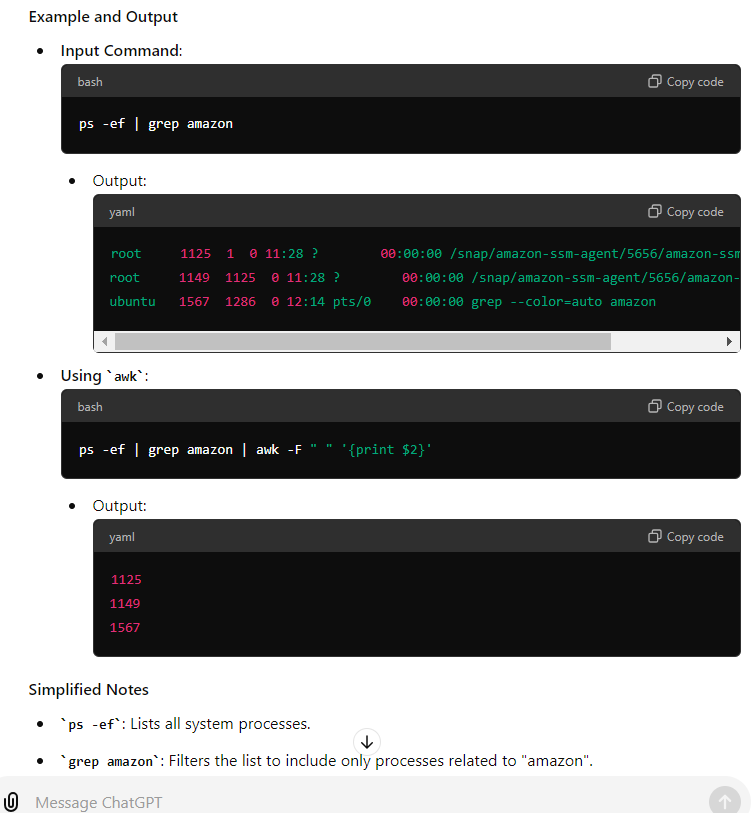 Example and Output
Input Command:
bash
Copy code
ps -ef | grep amazon
Output:
yaml
Copy code
root 1125 1 0 11:28 ? 00:00:00 /snap/amazon-ssm-agent/5656/amazon-ssm
root 1149 1125 0 11:28 ? 00:00:00 /snap/amazon-ssm-agent/5656/amazon-
ubuntu 1567 1286 0 12:14 pts/0 00:00:00 grep --color=auto amazon
Using `awk`:
bash
Copy code
ps -ef | grep amazon | awk -F " " '{print $2}'
Output:
yaml
Copy code
1125
1149
1567
Simplified Notes
`ps -ef`: Lists all system processes.
`grep amazon`: Filters the list to include only processes related to "amazon".
Message ChatGPT